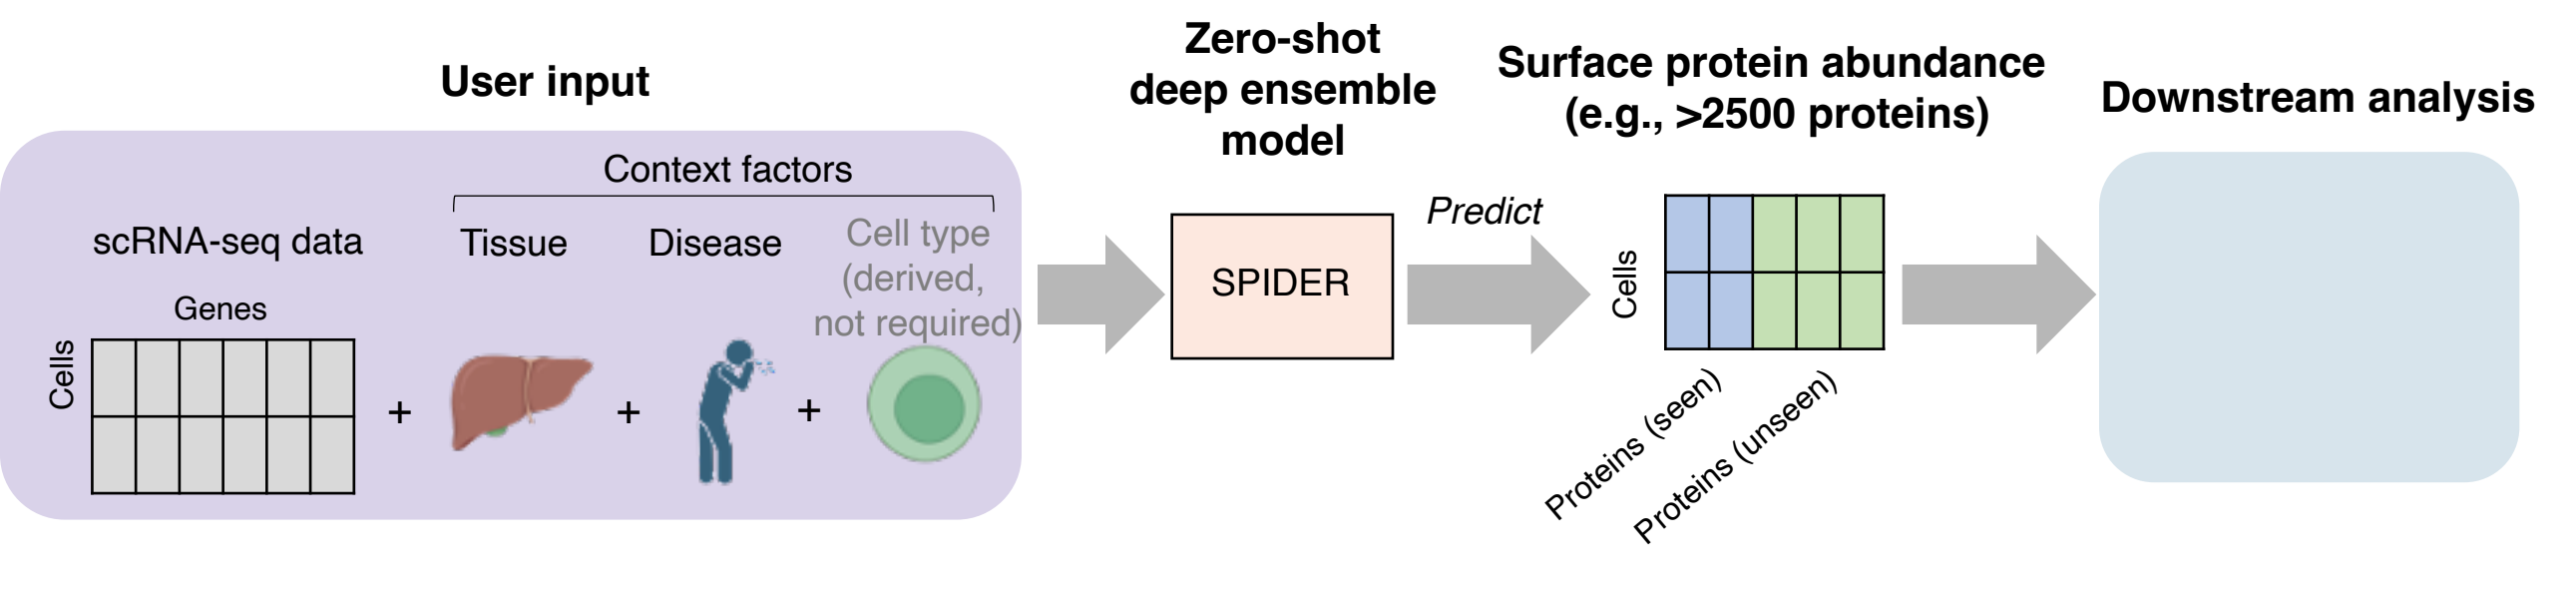 User input
Context factors
scRNA-seq data
Tissue
Disease
Cell type
(derived,
not required)
Genes
Cells
+
+
+
Zero-shot
deep ensemble
model
SPIDER
Predict
Surface protein abundance
(e.g., >2500 proteins)
Cells
Proteins (seen)
Proteins (unseen)
Downstream analysis